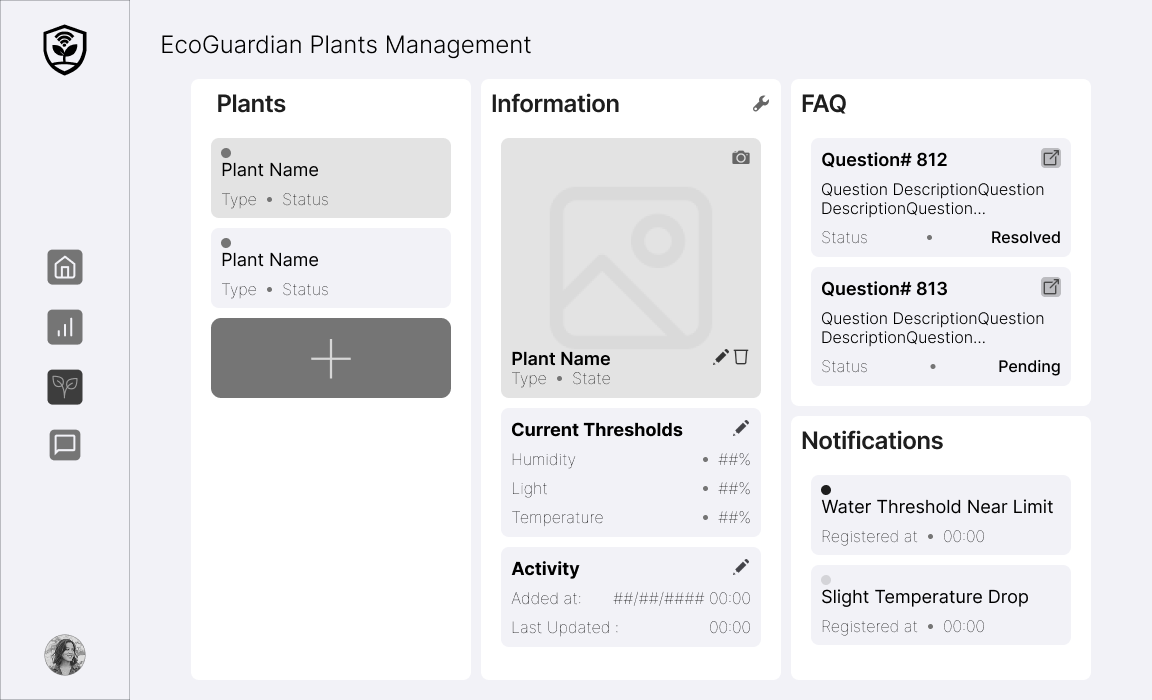 EcoGuardian Plants Management
Plants
Plant Name
Type • Status
Plant Name
Type • Status
Information
Plant Name
Type • State
Current Thresholds
Humidity • ##%
Light • ##%
Temperature • ##%
Activity
Added at: ##/##/#### 00:00
Last Updated : 00:00
FAQ
Question# 812
Question DescriptionQuestion
DescriptionQuestion...
Status • Resolved
Question# 813
Question DescriptionQuestion
DescriptionQuestion...
Status • Pending
Notifications
Water Threshold Near Limit
Registered at • 00:00
Slight Temperature Drop
Registered at • 00:00